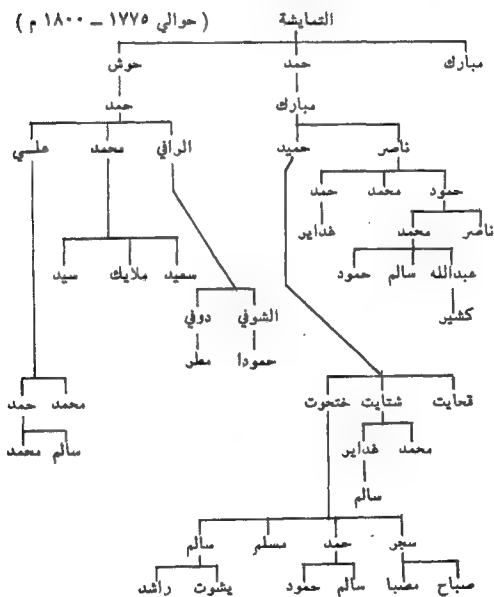 التمايشة ( حوالي ١٧٧٥ – ١٨٠٠ م )
مبارك حمد حوش
مبارك حمد
ناصر حميد الرافي محمد علي
حمود محمد حمد
ناصر محمد غداير
عبدالله سالم حمود سعيد ملايك سيد
كثير الشوفي دوفي
حمودا مطر
قحايت شتايت ختحوت محمد حمد
محمد غداير سالم محمد
سالم
سجر حمد مسلم سالم
صباح مصبا سالم حمود يشوت راشد